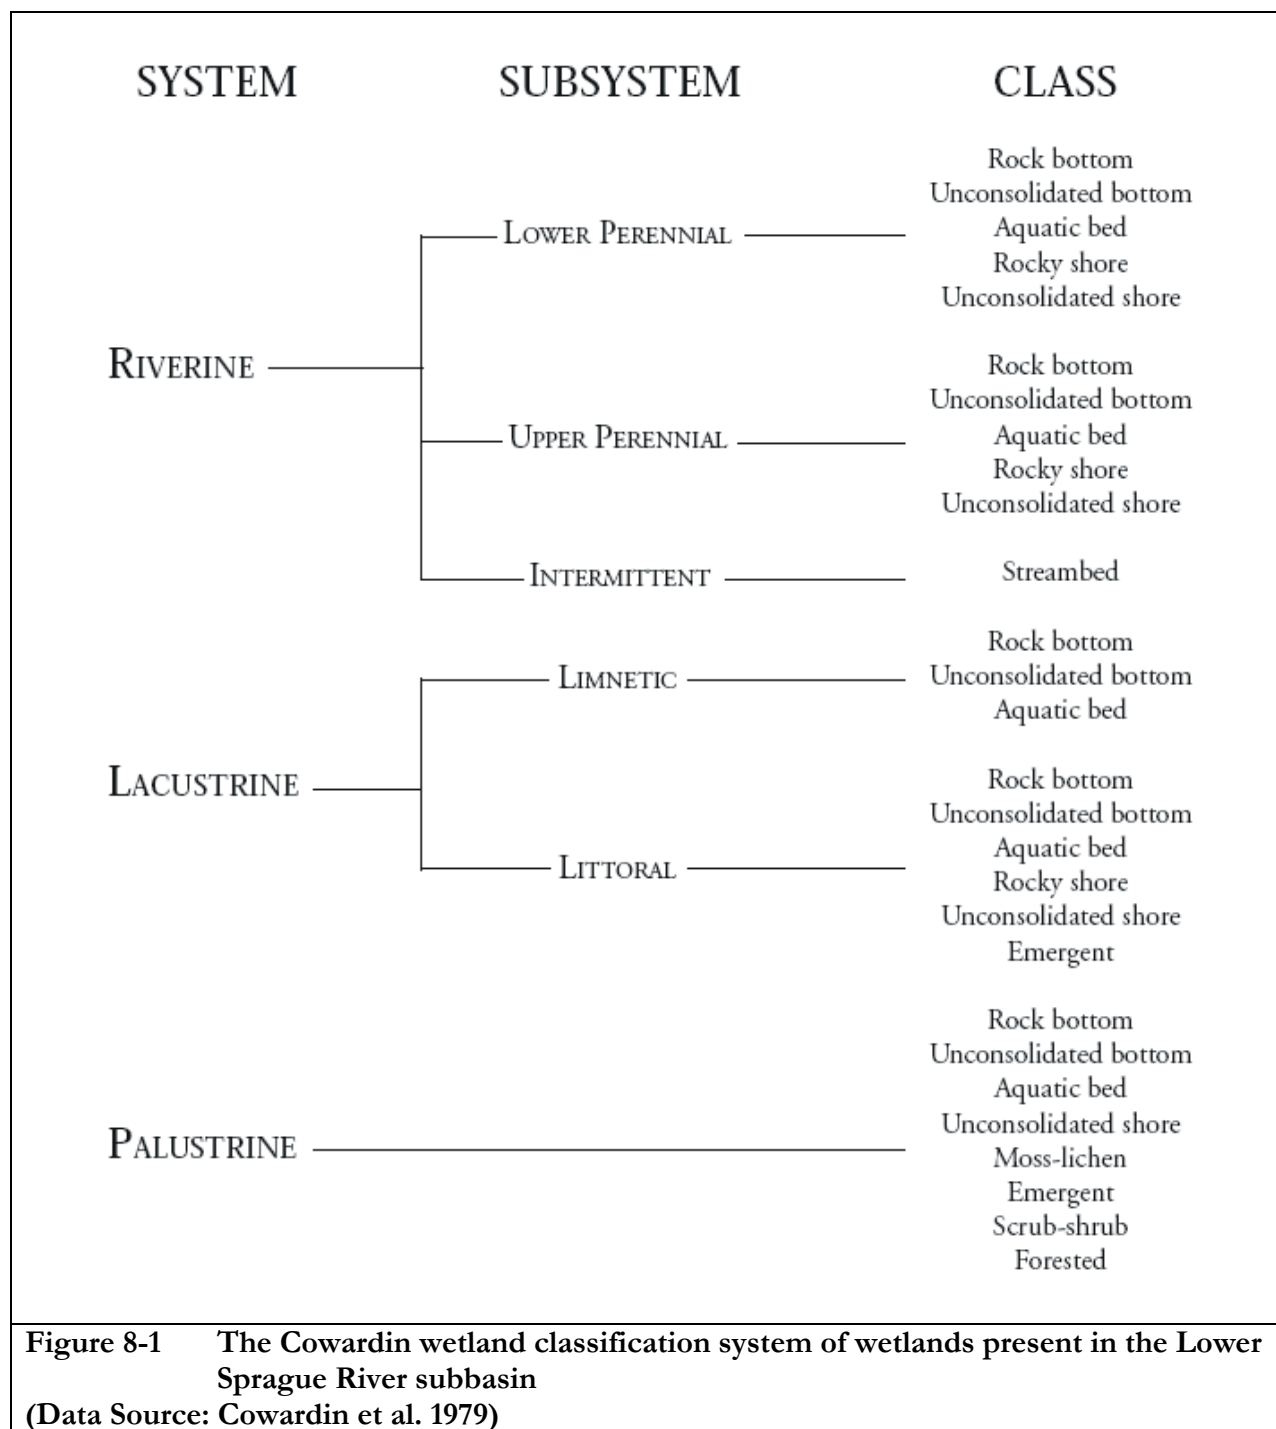 SYSTEM SUBSYSTEM CLASS
Rock bottom
Unconsolidated bottom
LOWER PERENNIAL Aquatic bed
Rocky shore
Unconsolidated shore
RIVERINE
Rock bottom
Unconsolidated bottom
UPPER PERENNIAL Aquatic bed
Rocky shore
Unconsolidated shore
INTERMITTENT Streambed
Rock bottom
LIMNETIC Unconsolidated bottom
Aquatic bed
LACUSTRINE
Rock bottom
Unconsolidated bottom
Aquatic bed
LITTORAL Rocky shore
Unconsolidated shore
Emergent
Rock bottom
Unconsolidated bottom
Aquatic bed
Unconsolidated shore
PALUSTRINE Moss-lichen
Emergent
Scrub-shrub
Forested
Figure 8-1 The Cowardin wetland classification system of wetlands present in the Lower
Sprague River subbasin
(Data Source: Cowardin et al. 1979)